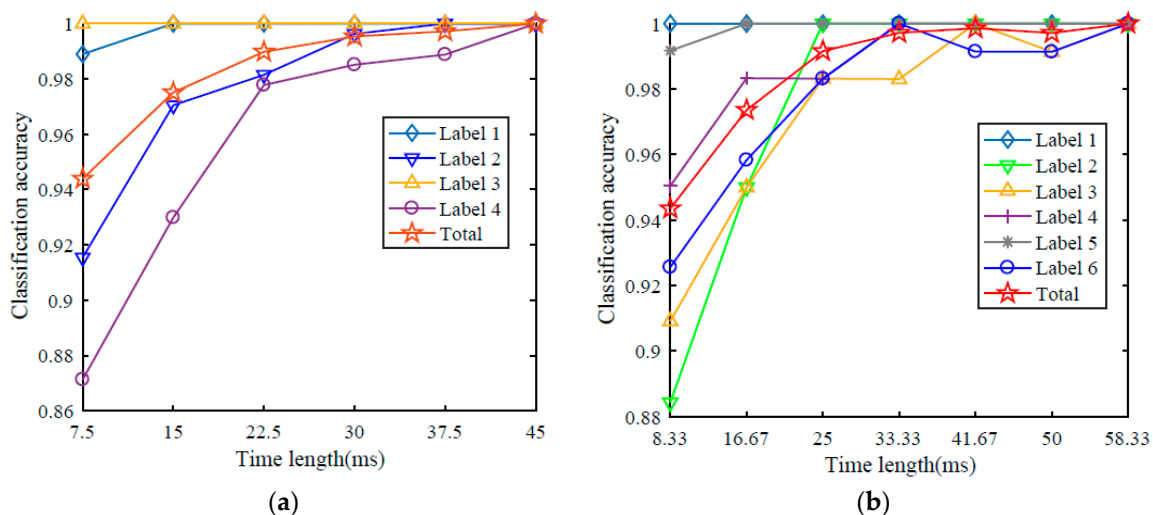 1
0.98
0.96
0.94
0.92
0.9
0.88
0.86
Classification accuracy
7.5 15 22.5 30 37.5 45
Time length(ms)
Label 1
Label 2
Label 3
Label 4
Total
(a)
1
0.98
0.96
0.94
0.92
0.9
0.88
Classification accuracy
8.33 16.67 25 33.33 41.67 50 58.33
Time length(ms)
Label 1
Label 2
Label 3
Label 4
Label 5
Label 6
Total
(b)